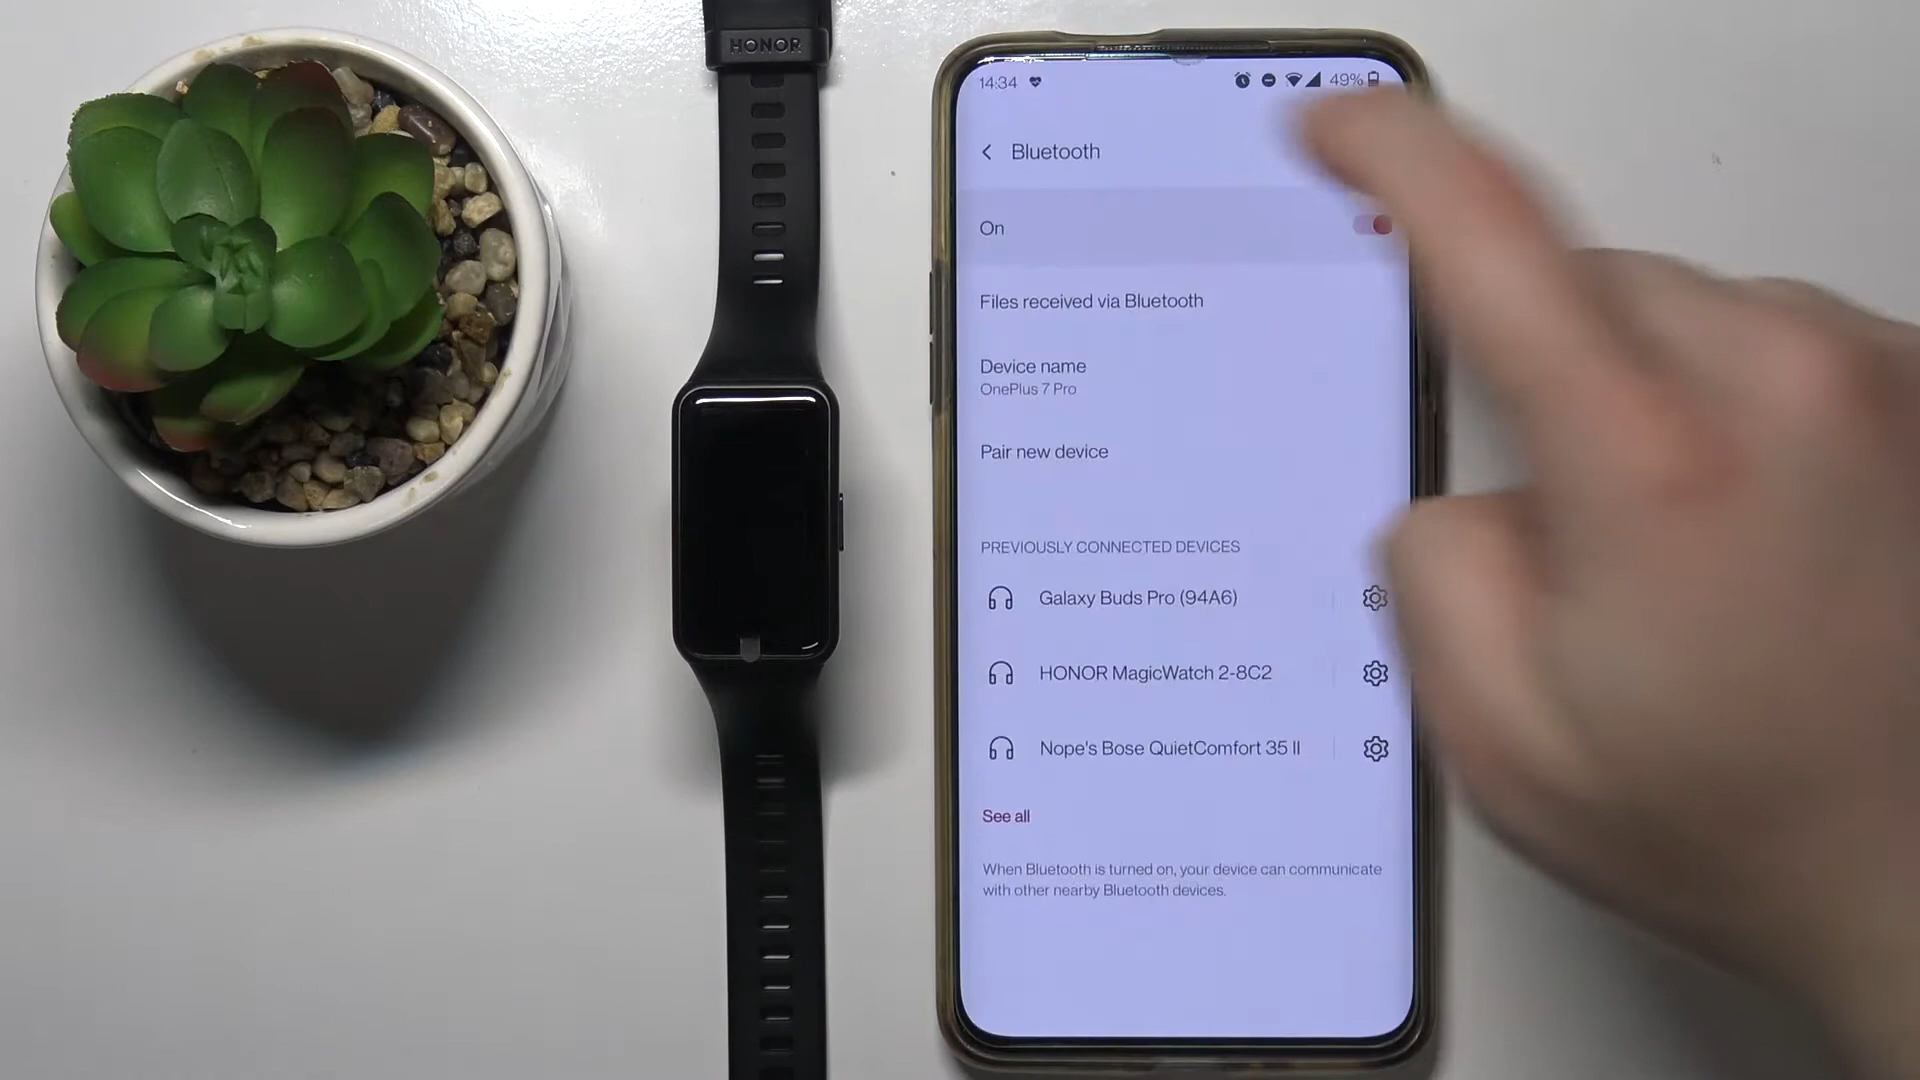 HONOR
14:34
49%
Bluetooth
On
Files received via Bluetooth
Device name
OnePlus 7 Pro
Pair new device
PREVIOUSLY CONNECTED DEVICES
Galaxy Buds Pro (94A6)
HONOR MagicWatch 2-8C2
Nope's Bose QuietComfort 35 II
See all
When Bluetooth is turned on, your device can communicate
with other nearby Bluetooth devices.